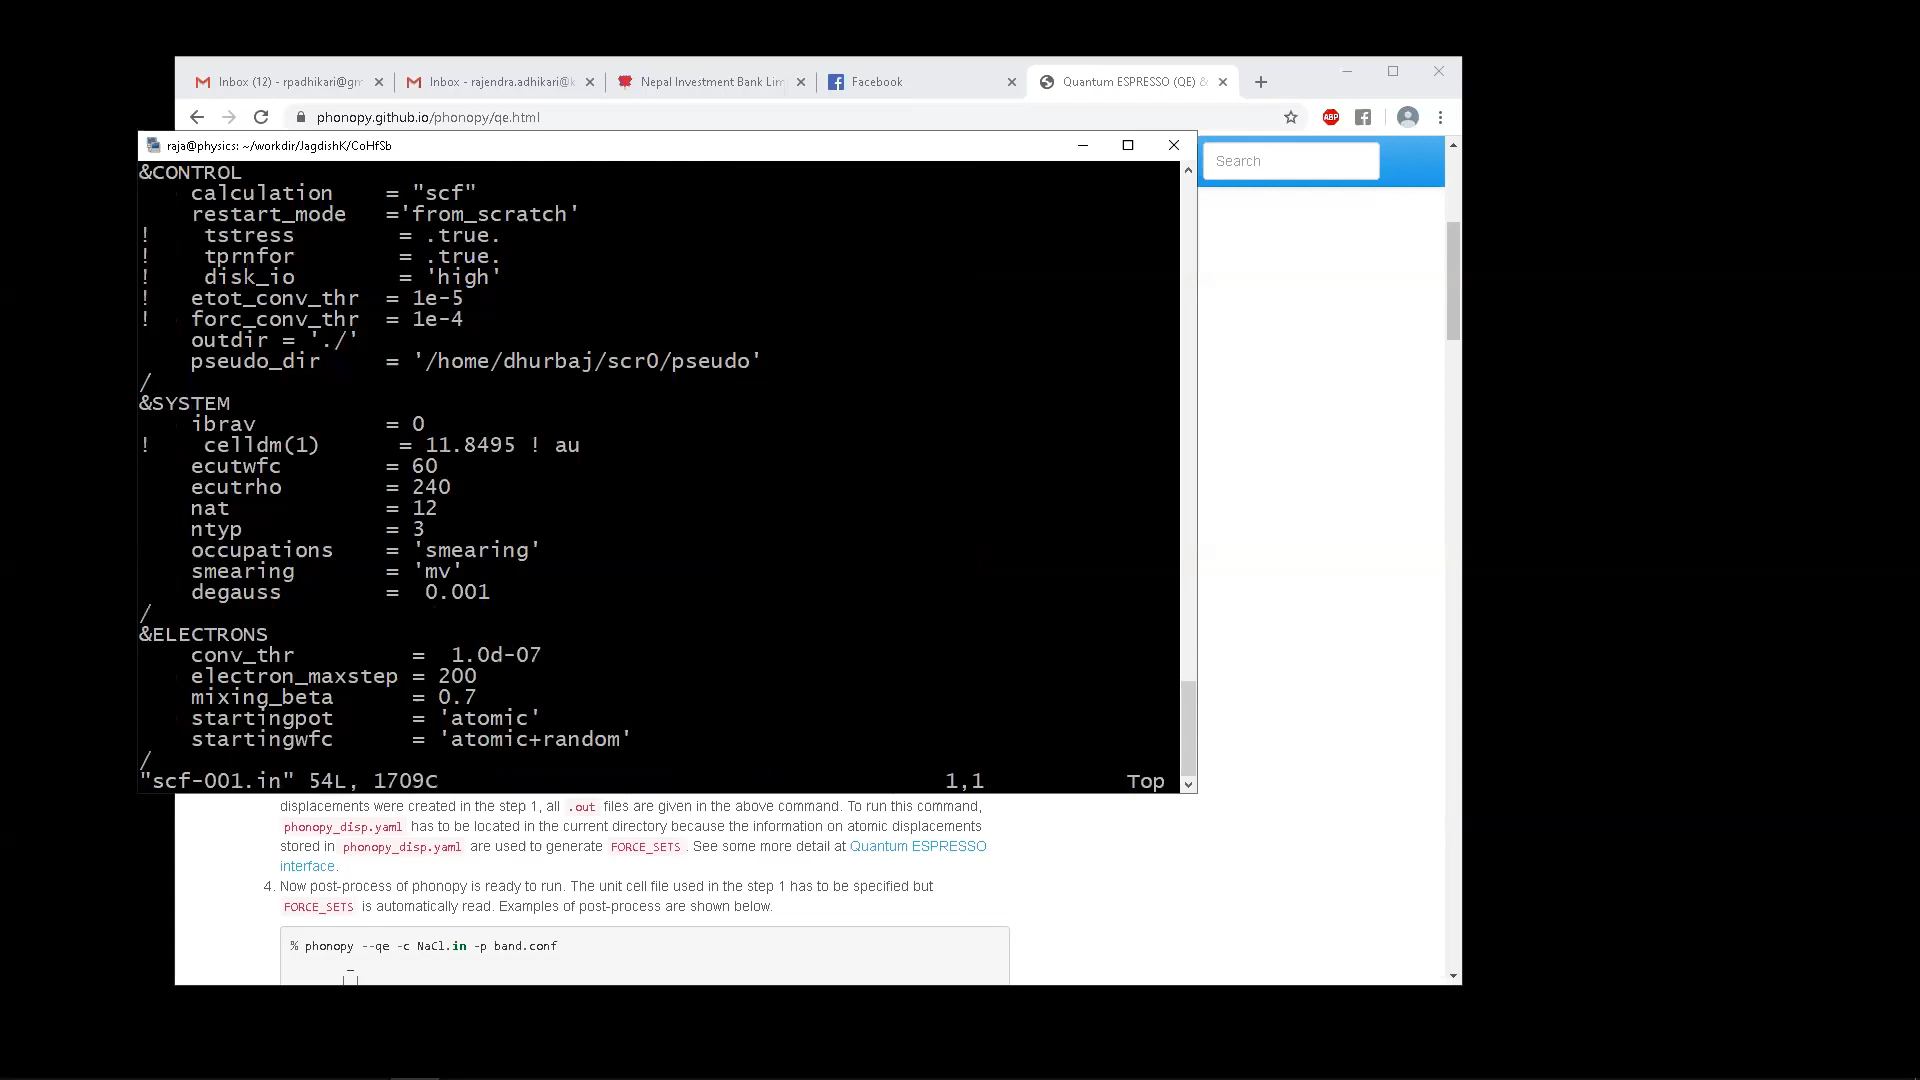 Inbox (12) - rpadhikari@gm
Inbox - rajendra.adhikari@k
Nepal Investment Bank Lim
Facebook
Quantum ESPRESSO (QE) &
phonopy.github.io/phonopy/qe.html
ABP
raja@physics: ~/workdir/JagdishK/CoHfSb
Search
&CONTROL
calculation = "scf"
restart_mode ='from_scratch'
! tstress = .true.
! tprnfor = .true.
! disk_io = 'high'
! etot_conv_thr = 1e-5
! forc_conv_thr = 1e-4
outdir = './'
pseudo_dir = '/home/dhurbaj/scr0/pseudo'
/
&SYSTEM
ibrav = 0
! celldm(1) = 11.8495 ! au
ecutwfc = 60
ecutrho = 240
nat = 12
ntyp = 3
occupations = 'smearing'
smearing = 'mv'
degauss = 0.001
/
&ELECTRONS
conv_thr = 1.0d-07
electron_maxstep = 200
mixing_beta = 0.7
startingpot = 'atomic'
startingwfc = 'atomic+random'
/
"scf-001.in" 54L, 1709C 1,1 Top
displacements were created in the step 1, all .out files are given in the above command. To run this command,
phonopy_disp.yaml has to be located in the current directory because the information on atomic displacements
stored in phonopy_disp.yaml are used to generate FORCE_SETS . See some more detail at Quantum ESPRESSO
interface.
4. Now post-process of phonopy is ready to run. The unit cell file used in the step 1 has to be specified but
FORCE_SETS is automatically read. Examples of post-process are shown below.
% phonopy --qe -c NaCl.in -p band.conf